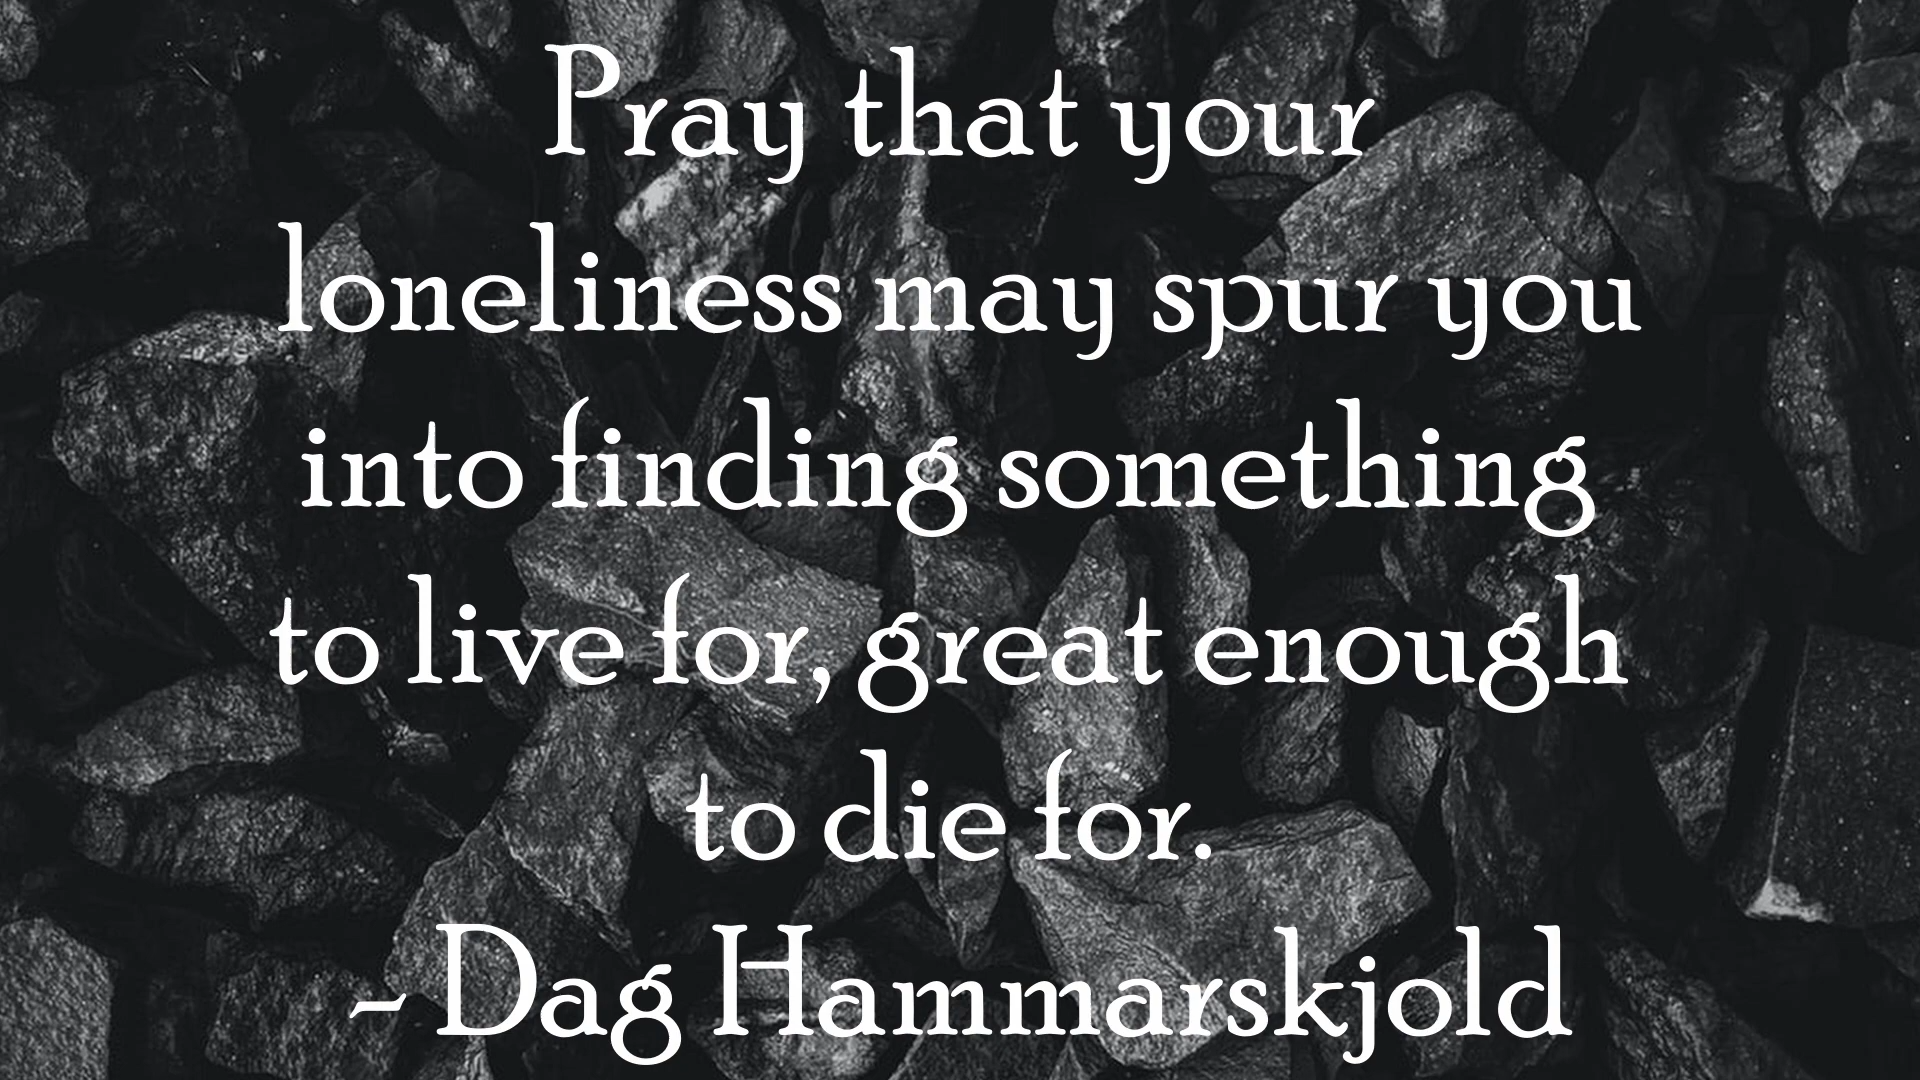 Pray that your
loneliness may spur you
into finding something
to live for, great enough
to die for.
~ Dag Hammarskjold